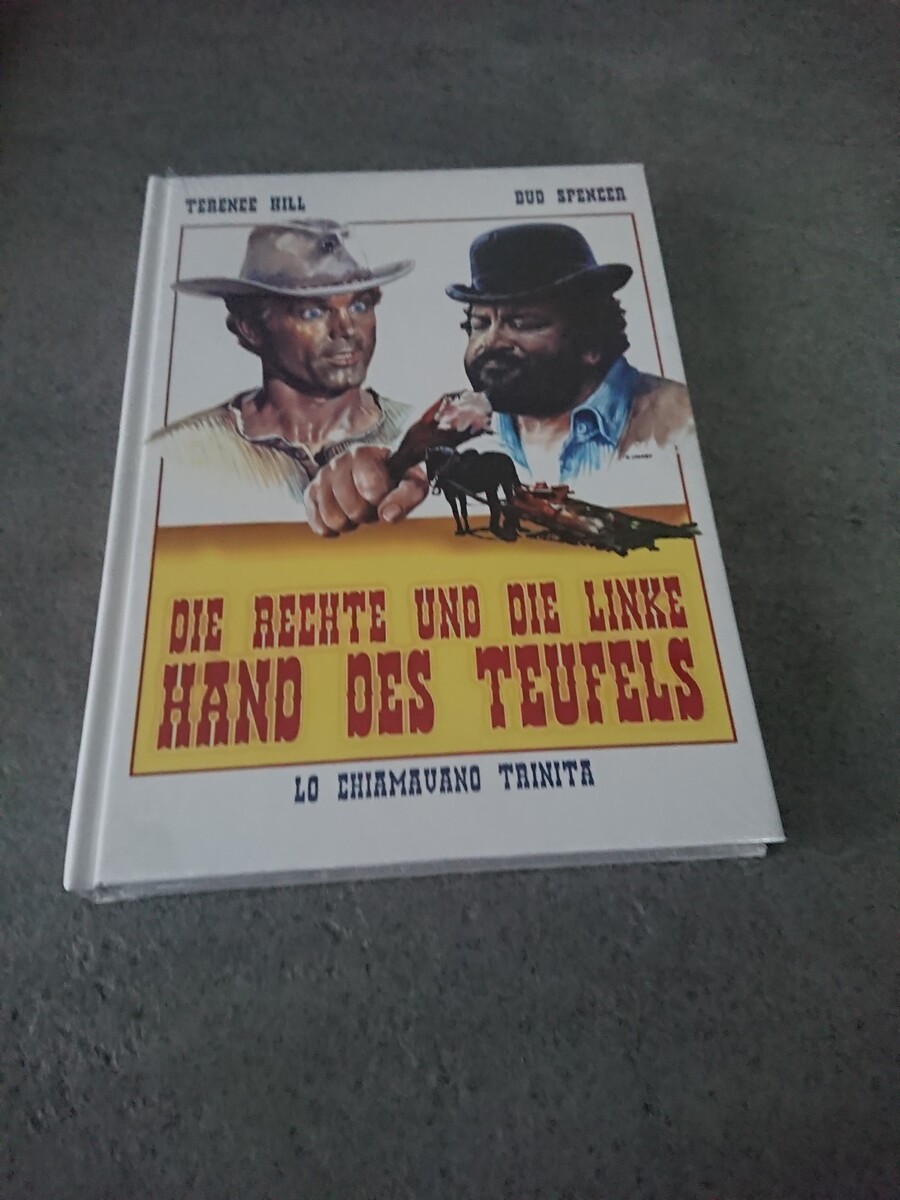 TERENCE HILL
BUD SPENCER
DIE RECHTE UND DIE LINKE
HAND DES TEUFELS
LO CHIAMAVANO TRINITA